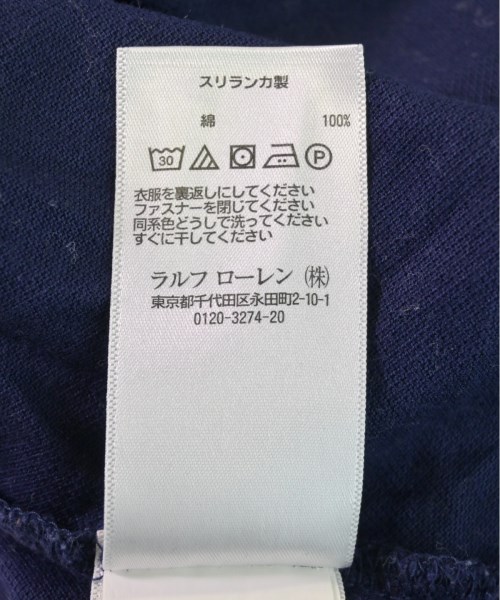 スリランカ製
綿 100%
30 P
衣服を裏返しにしてください
ファスナーを閉じてください
同系色どうしで洗ってください
すぐに干してください
ラルフ ローレン (株)
東京都千代田区永田町2-10-1
0120-3274-20